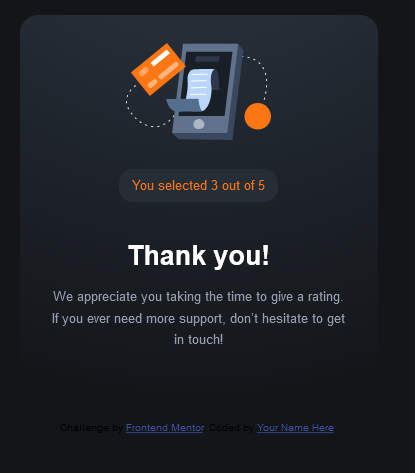 You selected 3 out of 5
Thank you!
We appreciate you taking the time to give a rating.
If you ever need more support, don't hesitate to get
in touch!
Challenge by Frontend Mentor. Coded by Your Name Here.